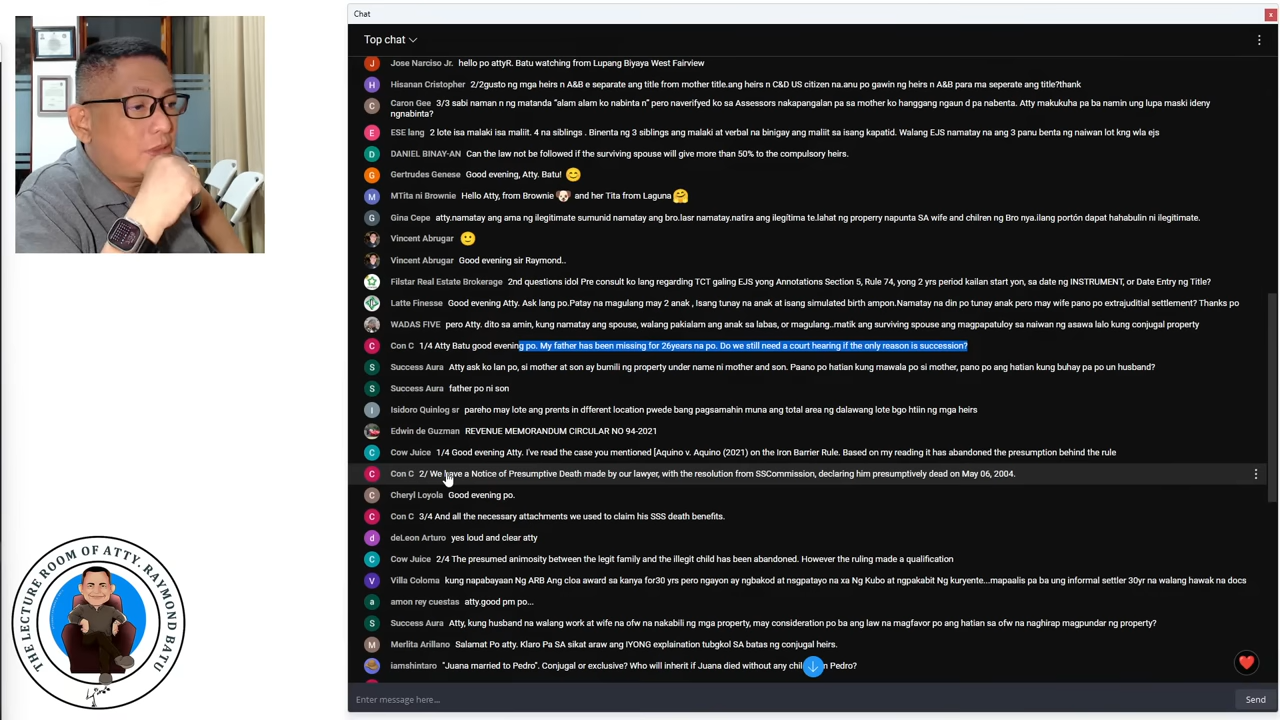 Chat
Top chat
Jose Narciso Jr. hello po attyR. Batu watching from Lupang Biyaya West Fairview
Hisanan Cristopher 2/2gusto ng mga heirs n A&B e separate ang title from mother title.ang heirs n C&D US citizen na.anu po gawin ng heirs n A&B para ma seperate ang title?thank
Caron Gee 3/3 sabi naman n ng matanda "alam alam ko nabinta n" pero naverifyed ko sa Assessors nakapangalan pa sa mother ko hanggang ngaun d pa nabenta. Atty makukuha pa ba namin ung lupa maski ideny
ngnabinta?
ESE lang 2 lote isa malaki isa maliit. 4 na siblings . Binenta ng 3 siblings ang malaki at verbal na binigay ang maliit sa isang kapatid. Walang EJS namatay na ang 3 panu benta ng naiwan lot kng wla ejs
DANIEL BINAY-AN Can the law not be followed if the surviving spouse will give more than 50% to the compulsory heirs.
Gertrudes Genese Good evening, Atty. Batu! 😊
MTita ni Brownie Hello Atty, from Brownie 🐶 and her Tita from Laguna 🤗
Gina Cepe atty.namatay ang ama ng ilegitimate sumunid namatay ang bro.lasr namatay.natira ang ilegítima te.lahat ng properry napunta SA wife and chilren ng Bro nya.ilang portón dapat hahabulin ni ilegitimate.
Vincent Abrugar 🙂
Vincent Abrugar Good evening sir Raymond..
Filstar Real Estate Brokerage 2nd questions idol Pre consult ko lang regarding TCT galing EJS yong Annotations Section 5, Rule 74, yong 2 yrs period kailan start yon, sa date ng INSTRUMENT, or Date Entry ng Title?
Latte Finesse Good evening Atty. Ask lang po.Patay na magulang may 2 anak , Isang tunay na anak at isang simulated birth ampon.Namatay na din po tunay anak pero may wife pano po extrajuditial settlement? Thanks po
WADAS FIVE pero Atty. dito sa amin, kung namatay ang spouse, walang pakialam ang anak sa labas, or magulang..matik ang surviving spouse ang magpapatuloy sa naiwan ng asawa lalo kung conjugal property
Con C 1/4 Atty Batu good evening po. My father has been missing for 26years na po. Do we still need a court hearing if the only reason is succession?
Success Aura Atty ask ko lan po, si mother at son ay bumili ng property under name ni mother and son. Paano po hatian kung mawala po si mother, pano po ang hatian kung buhay pa po un husband?
Success Aura father po ni son
Isidoro Quinlog sr pareho may lote ang prents in dfferent location pwede bang pagsamahin muna ang total area ng dalawang lote bgo htiin ng mga heirs
Edwin de Guzman REVENUE MEMORANDUM CIRCULAR NO 94-2021
Cow Juice 1/4 Good evening Atty. I've read the case you mentioned [Aquino v. Aquino (2021) on the Iron Barrier Rule. Based on my reading it has abandoned the presumption behind the rule
Con C 2/ We have a Notice of Presumptive Death made by our lawyer, with the resolution from SSCommission, declaring him presumptively dead on May 06, 2004.
Cheryl Loyola Good evening po.
Con C 3/4 And all the necessary attachments we used to claim his SSS death benefits.
deLeon Arturo yes loud and clear atty
Cow Juice 2/4 The presumed animosity between the legit family and the illegit child has been abandoned. However the ruling made a qualification
Villa Coloma kung napabayaan Ng ARB Ang cloa award sa kanya for30 yrs pero ngayon ay ngbakod at nsgpatayo na xa Ng Kubo at ngpakabit Ng kuryente...mapaalis pa ba ung informal settler 30yr na walang hawak na docs
amon rey cuestas atty.good pm po...
Success Aura Atty, kung husband na walang work at wife na ofw na nakabili ng mga property, may consideration po ba ang law na magfavor po ang hatian sa ofw na naghirap magpundar ng property?
Merlita Arillano Salamat Po atty. Klaro Pa SA sikat araw ang IYONG explaination tubgkol SA batas ng conjugal heirs.
iamshintaro "Juana married to Pedro". Conjugal or exclusive? Who will inherit if Juana died without any chil n Pedro?
Enter message here...
Send
THE LECTURE ROOM OF ATTY. RAYMOND BATU